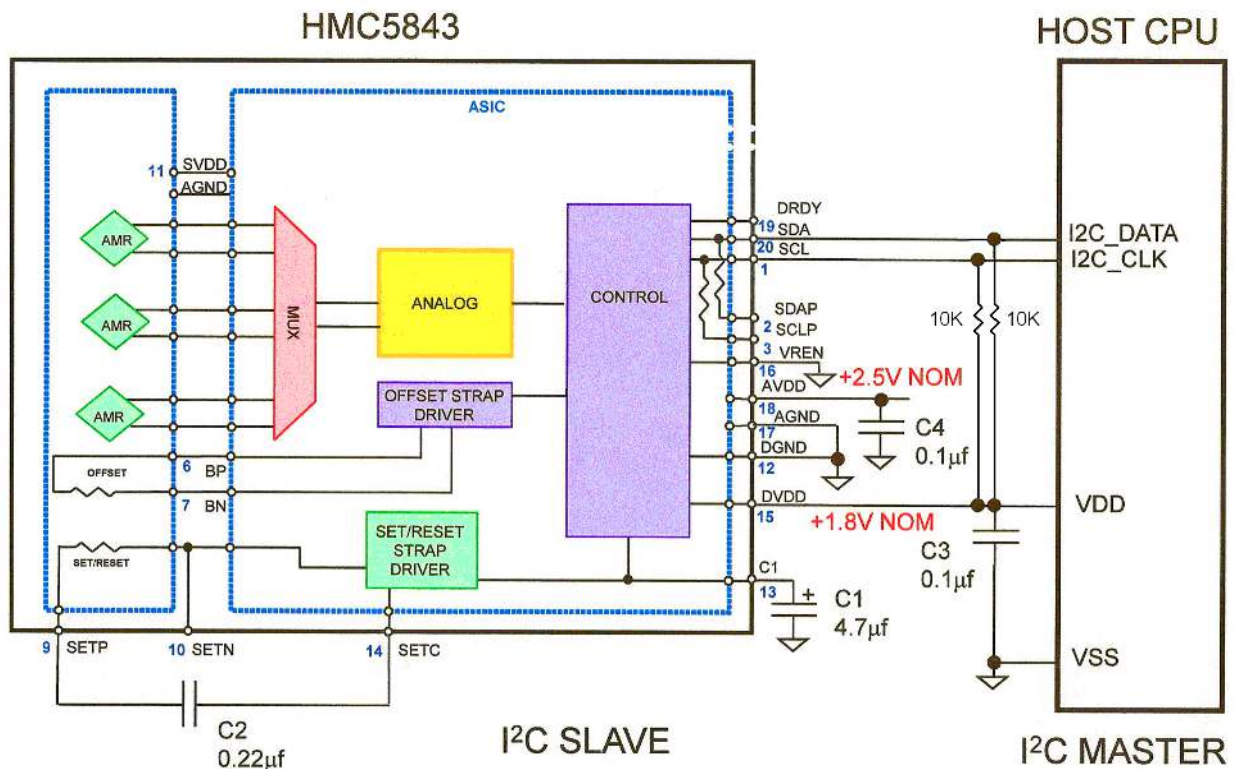 HMC5843
HOST CPU
ASIC
11 SVDD
AGND
AMR
AMR
AMR
MUX
ANALOG
CONTROL
OFFSET STRAP
DRIVER
SET/RESET
STRAP
DRIVER
OFFSET
6 BP
7 BN
SET/RESET
DRDY
19 SDA
20 SCL
1
SDAP
2 SCLP
3 VREN
16
AVDD
18 AGND
17
DGND
12
DVDD
15
C1
13
+2.5V NOM
C4
0.1µf
+1.8V NOM
C3
0.1µf
+
C1
4.7µf
10K
10K
I2C_DATA
I2C_CLK
VDD
VSS
9 SETP
10 SETN
14 SETC
C2
0.22µf
I²C SLAVE
I²C MASTER